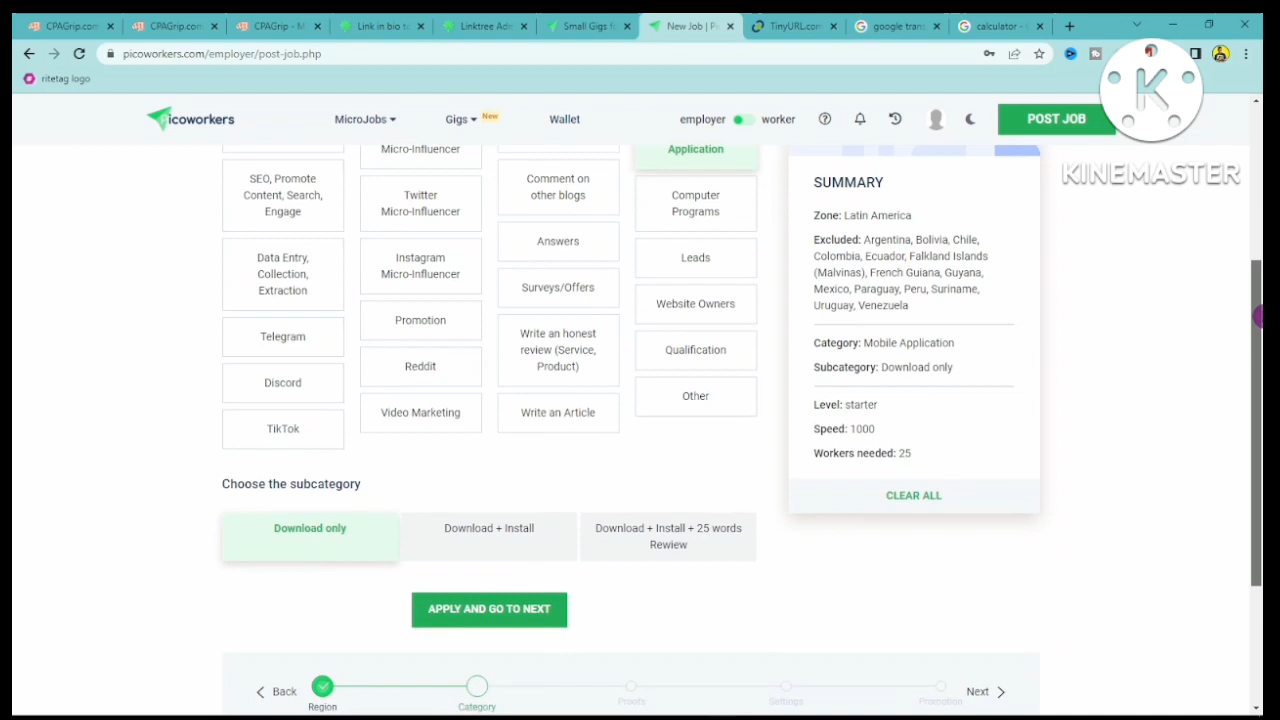 CPAGrip.com
CPAGrip.com
CPAGrip - M
Link in bio to
Linktree Adm
Small Gigs fo
New Job | Pi
TinyURL.com
google trans
calculator - G
picoworkers.com/employer/post-job.php
ritetag logo
picoworkers
MicroJobs
Gigs
New
Wallet
employer
worker
POST JOB
K
KINEMASTER
SEO, Promote
Content, Search,
Engage
Data Entry,
Collection,
Extraction
Telegram
Discord
TikTok
Micro-Influencer
Twitter
Micro-Influencer
Instagram
Micro-Influencer
Promotion
Reddit
Video Marketing
Comment on
other blogs
Answers
Surveys/Offers
Write an honest
review (Service,
Product)
Write an Article
Application
Computer
Programs
Leads
Website Owners
Qualification
Other
SUMMARY
Zone: Latin America
Excluded: Argentina, Bolivia, Chile,
Colombia, Ecuador, Falkland Islands
(Malvinas), French Guiana, Guyana,
Mexico, Paraguay, Peru, Suriname,
Uruguay, Venezuela
Category: Mobile Application
Subcategory: Download only
Level: starter
Speed: 1000
Workers needed: 25
CLEAR ALL
Choose the subcategory
Download only
Download + Install
Download + Install + 25 words
Rewiew
APPLY AND GO TO NEXT
Back
Region
Category
Proofs
Settings
Promotion
Next